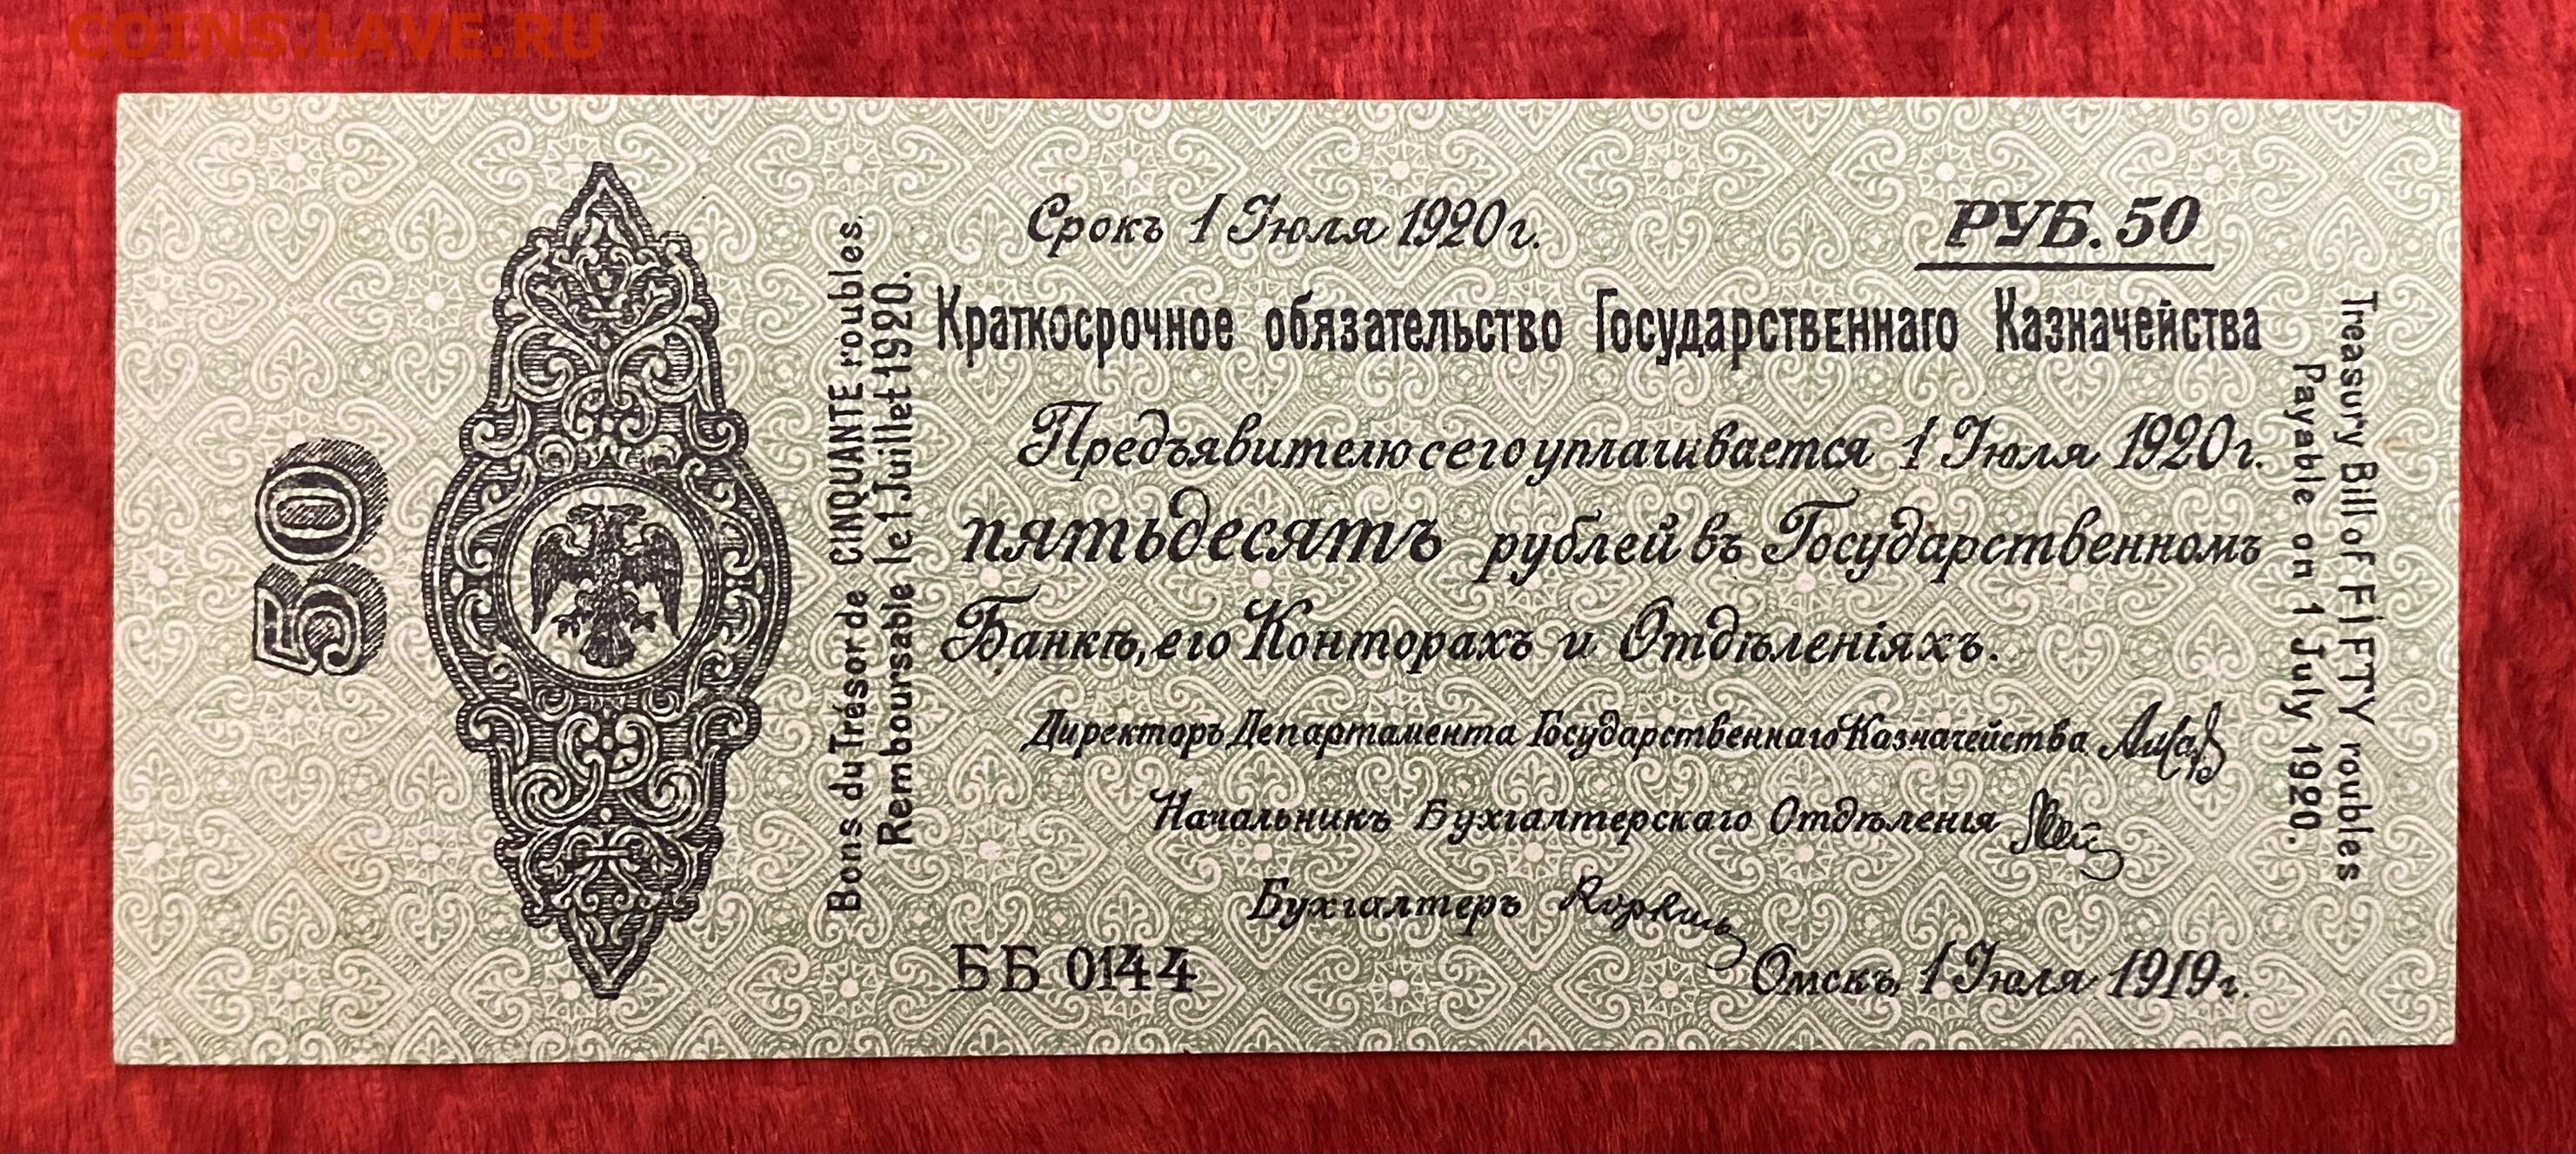 COINS.LAVE.RU
50
Bons du Trésor de CINQUANTE roubles.
Remboursable le 1 Juillet 1920.
Срокъ 1 Іюля 1920 г.
РУБ. 50
Краткосрочное обязательство Государственнаго Казначейства
Предъявителю сего уплачивается 1 Іюля 1920 г.
пятьдесятъ рублей въ Государственномъ
Банкѣ, его Конторахъ и Отдѣленіяхъ.
Директоръ Департамента Государственнаго Казначейства
Начальникъ Бухгалтерскаго Отдѣленія
Бухгалтеръ
ББ 0144
Омскъ, 1 Іюля 1919 г.
Treasury Bill of FIFTY roubles
Payable on 1 July 1920.